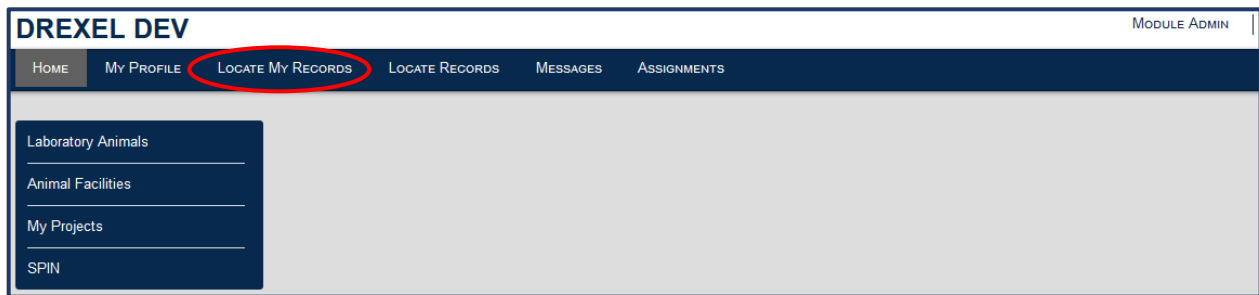 DREXEL DEV
Module Admin
Home My Profile Locate My Records Locate Records Messages Assignments
Laboratory Animals
Animal Facilities
My Projects
SPIN